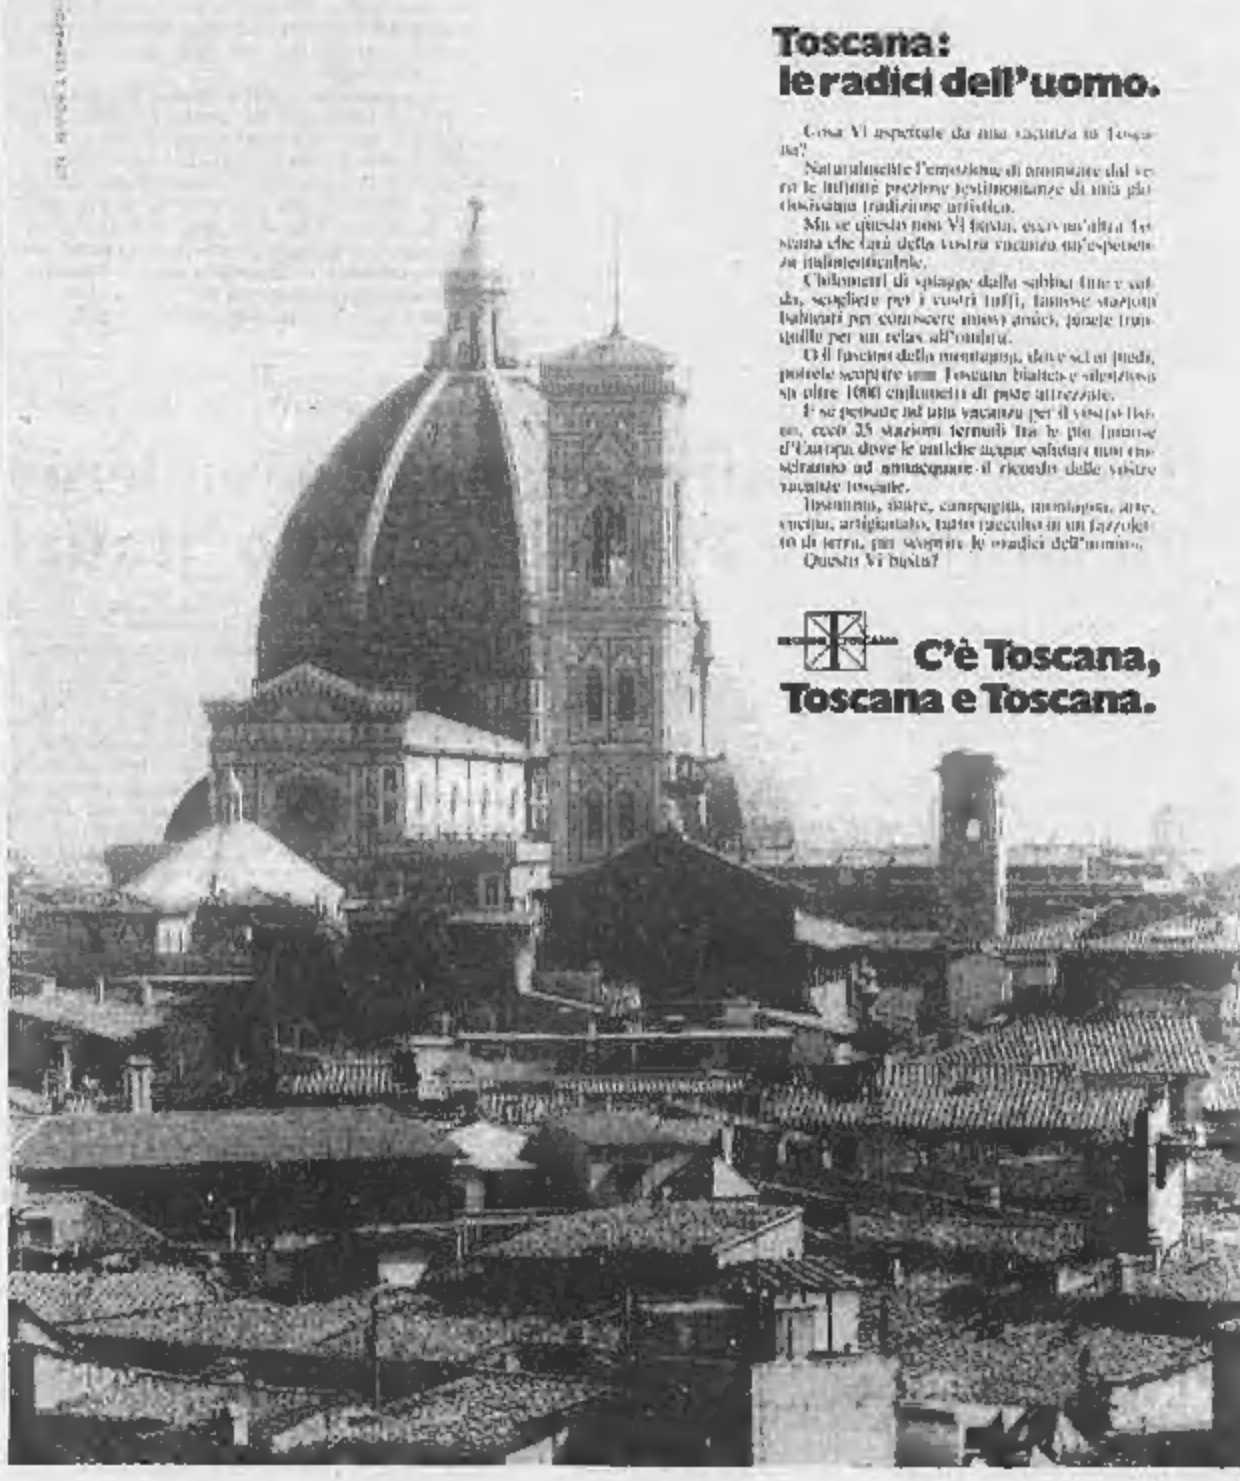 Toscana:
le radici dell'uomo.
Cosa Vi aspettate da una vacanza in Tosca-
na?
Naturalmente l'emozione di ammirare dal ve-
ro le infinite preziose testimonianze di una glo-
riosissima tradizione artistica.
Ma se questo non Vi basta, ecco un'altra To-
scana che farà della vostra vacanza un'esperien-
za indimenticabile.
Chilometri di spiagge dalla sabbia fine e cal-
da, scogliere per i vostri tuffi, famose stazioni
balneari per conoscere nuovi amici, pinete tran-
quille per un relax all'ombra.
O il fascino della montagna, dove sci ai piedi,
potrete scoprire una Toscana bianca e silenziosa
su oltre 1000 chilometri di piste attrezzate.
E se pensate ad una vacanza per il vostro
ecco 25 stazioni termali fra le più famose
d'Europa dove le antiche acque salutari non riu-
sciranno ad annacquare il ricordo delle vostre
vacanze toscane.
Insomma, mare, campagna, montagna, arte,
cucina, artigianato, tutto raccolto in un fazzolet-
to di terra, per scoprire le radici dell'uomo.
Questo Vi basta?
REGIONE TOSCANA
C'è Toscana,
Toscana e Toscana.